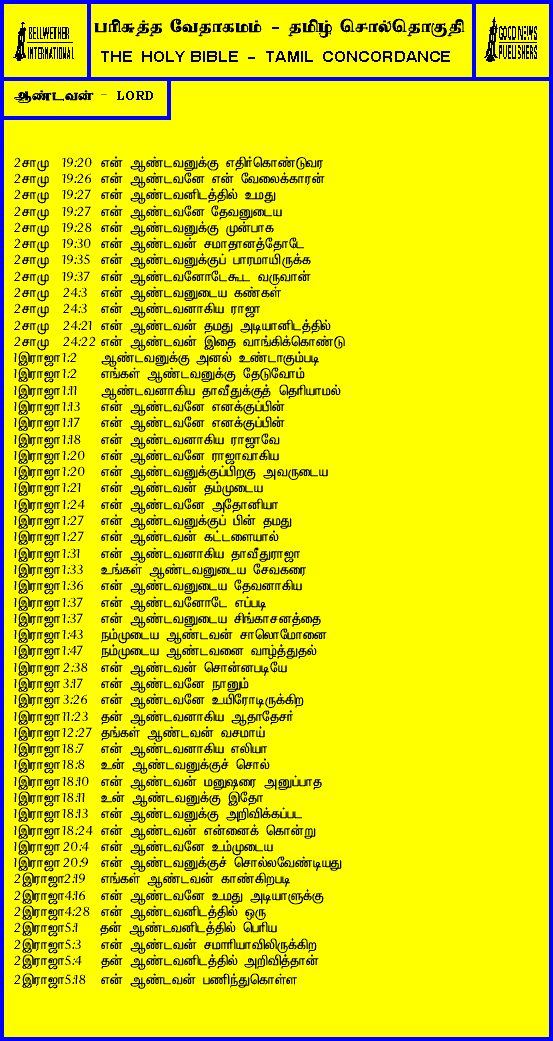 BELLWETHER
INTERNATIONAL
பரிசுத்த வேதாகமம் - தமிழ் சொல்தொகுதி
THE HOLY BIBLE - TAMIL CONCORDANCE
GOOD NEWS
PUBLISHERS
ஆண்டவன் - LORD
2சாமு 19:20 என் ஆண்டவனுக்கு எதிர்கொண்டுவர
2சாமு 19:26 என் ஆண்டவனே என் வேலைக்காரன்
2சாமு 19:27 என் ஆண்டவனிடத்தில் உமது
2சாமு 19:27 என் ஆண்டவனே தேவனுடைய
2சாமு 19:28 என் ஆண்டவனுக்கு முன்பாக
2சாமு 19:30 என் ஆண்டவன் சமாதானத்தோடே
2சாமு 19:35 என் ஆண்டவனுக்குப் பாரமாயிருக்க
2சாமு 19:37 என் ஆண்டவனோடேகூட வருவான்
2சாமு 24:3 என் ஆண்டவனுடைய கண்கள்
2சாமு 24:3 என் ஆண்டவனாகிய ராஜா
2சாமு 24:21 என் ஆண்டவன் தமது அடியானிடத்தில்
2சாமு 24:22 என் ஆண்டவன் இதை வாங்கிக்கொண்டு
1இராஜா1:2 ஆண்டவனுக்கு அனல் உண்டாகும்படி
1இராஜா1:2 எங்கள் ஆண்டவனுக்கு தேடுவோம்
1இராஜா1:11 ஆண்டவனாகிய தாவீதுக்குத் தெரியாமல்
1இராஜா1:13 என் ஆண்டவனே எனக்குப்பின்
1இராஜா1:17 என் ஆண்டவனே எனக்குப்பின்
1இராஜா1:18 என் ஆண்டவனாகிய ராஜாவே
1இராஜா1:20 என் ஆண்டவனே ராஜாவாகிய
1இராஜா1:20 என் ஆண்டவனுக்குப்பிறகு அவருடைய
1இராஜா1:21 என் ஆண்டவன் தம்முடைய
1இராஜா1:24 என் ஆண்டவனே அதோனியா
1இராஜா1:27 என் ஆண்டவனுக்குப் பின் தமது
1இராஜா1:27 என் ஆண்டவன் கட்டளையால்
1இராஜா1:31 என் ஆண்டவனாகிய தாவீதுராஜா
1இராஜா1:33 உங்கள் ஆண்டவனுடைய சேவகரை
1இராஜா1:36 என் ஆண்டவனுடைய தேவனாகிய
1இராஜா1:37 என் ஆண்டவனோடே எப்படி
1இராஜா1:37 என் ஆண்டவனுடைய சிங்காசனத்தை
1இராஜா1:43 நம்முடைய ஆண்டவன் சாலொமோனை
1இராஜா1:47 நம்முடைய ஆண்டவனை வாழ்த்துதல்
1இராஜா2:38 என் ஆண்டவன் சொன்னபடியே
1இராஜா3:17 என் ஆண்டவனே நானும்
1இராஜா3:26 என் ஆண்டவனே உயிரோடிருக்கிற
1இராஜா11:23 தன் ஆண்டவனாகிய ஆதாதேசர்
1இராஜா12:27 தங்கள் ஆண்டவன் வசமாய்
1இராஜா18:7 என் ஆண்டவனாகிய எலியா
1இராஜா18:8 உன் ஆண்டவனுக்குச் சொல்
1இராஜா18:10 என் ஆண்டவன் மனுஷரை அனுப்பாத
1இராஜா18:11 உன் ஆண்டவனுக்கு இதோ
1இராஜா18:13 என் ஆண்டவனுக்கு அறிவிக்கப்பட
1இராஜா18:24 என் ஆண்டவன் என்னைக் கொன்று
1இராஜா20:4 என் ஆண்டவனே உம்முடைய
1இராஜா20:9 என் ஆண்டவனுக்குச் சொல்லவேண்டியது
2இராஜா2:19 எங்கள் ஆண்டவன் காண்கிறபடி
2இராஜா4:16 என் ஆண்டவனே உமது அடியாளுக்கு
2இராஜா4:28 என் ஆண்டவனிடத்தில் ஒரு
2இராஜா5:1 தன் ஆண்டவனிடத்தில் பெரிய
2இராஜா5:3 என் ஆண்டவன் சமாரியாவிலிருக்கிற
2இராஜா5:4 தன் ஆண்டவனிடத்தில் அறிவித்தான்
2இராஜா5:18 என் ஆண்டவன் பணிந்துகொள்ள